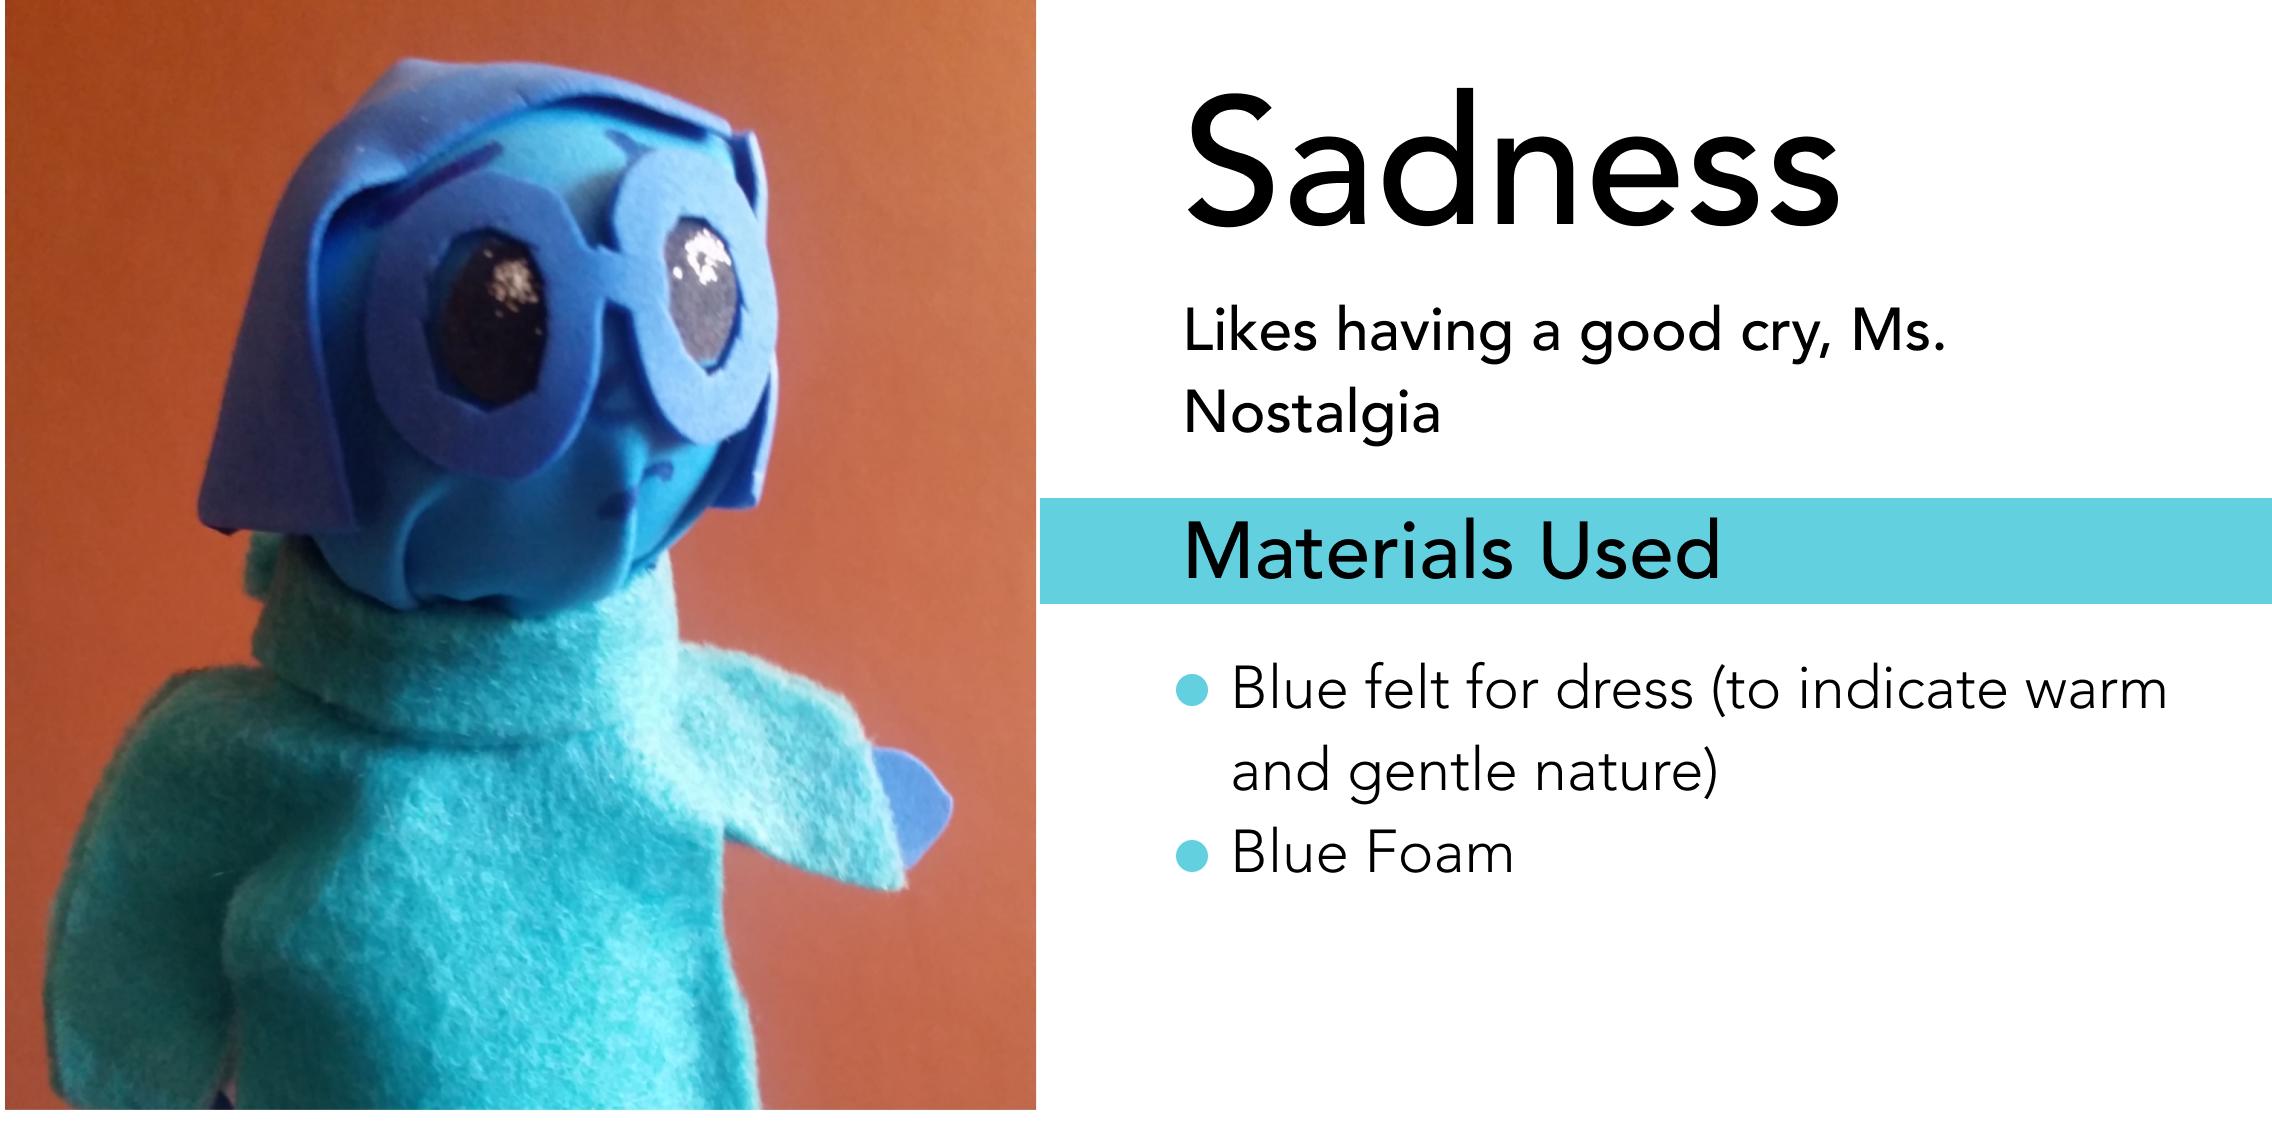 Sadness
Likes having a good cry, Ms.
Nostalgia
Materials Used
Blue felt for dress (to indicate warm
and gentle nature)
Blue Foam